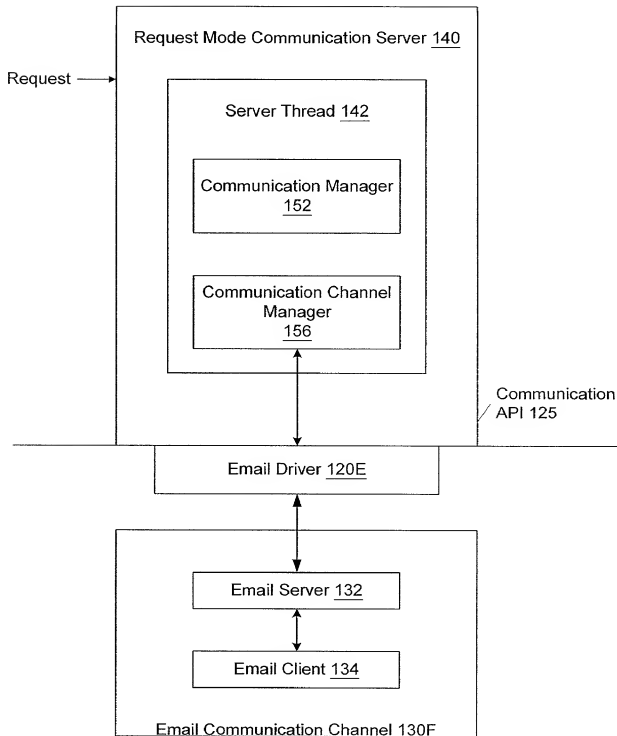 Request Mode Communication Server 140
Request
Server Thread 142
Communication Manager
152
Communication Channel
Manager
156
Communication
API 125
Email Driver 120E
Email Server 132
Email Client 134
Email Communication Channel 130F